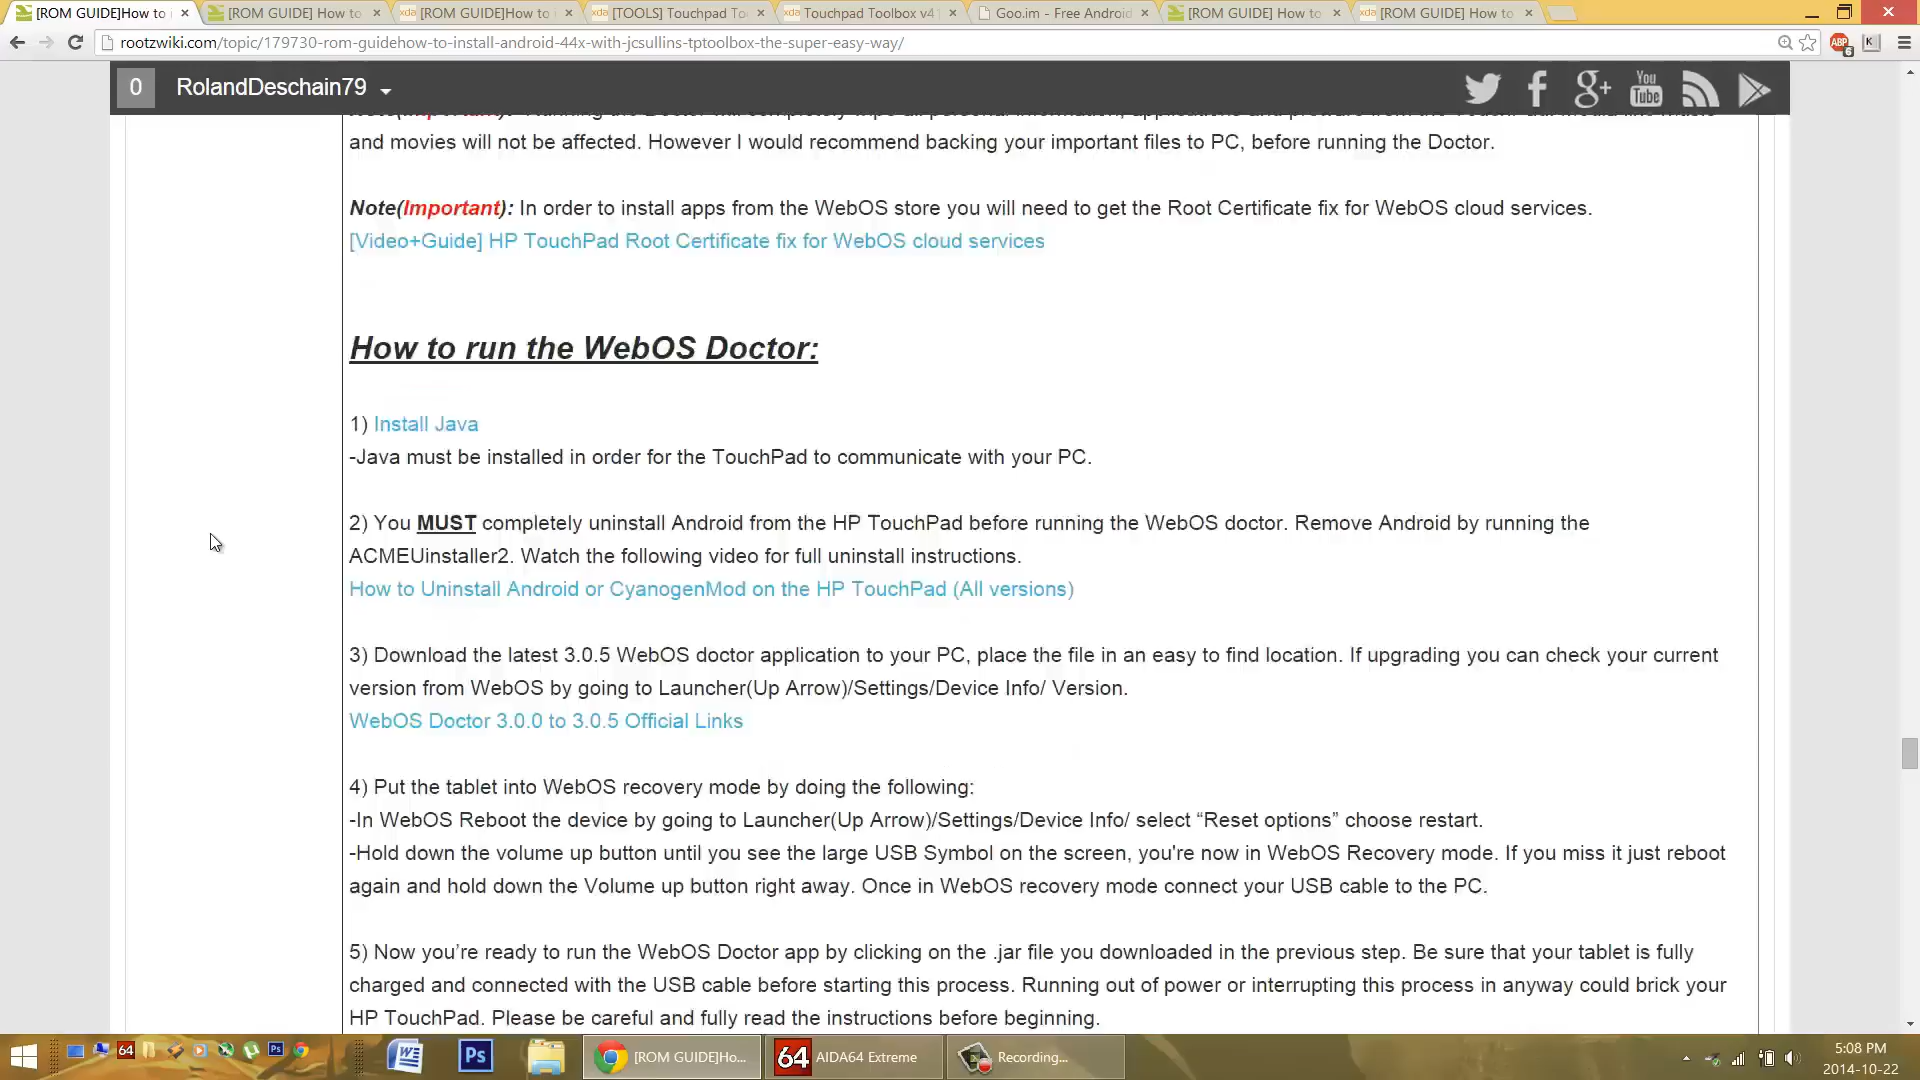 [ROM GUIDE]How to
[ROM GUIDE] How to
[ROM GUIDE]How to
[TOOLS] Touchpad To
Touchpad Toolbox v4
Goo.im - Free Android
[ROM GUIDE] How to
[ROM GUIDE] How to
rootzwiki.com/topic/179730-rom-guidehow-to-install-android-44x-with-jcsullins-tptoolbox-the-super-easy-way/
ABP 6
0 RolandDeschain79
You Tube
and movies will not be affected. However I would recommend backing your important files to PC, before running the Doctor.
Note(Important): In order to install apps from the WebOS store you will need to get the Root Certificate fix for WebOS cloud services.
[Video+Guide] HP TouchPad Root Certificate fix for WebOS cloud services
How to run the WebOS Doctor:
1) Install Java
-Java must be installed in order for the TouchPad to communicate with your PC.
2) You MUST completely uninstall Android from the HP TouchPad before running the WebOS doctor. Remove Android by running the
ACMEUinstaller2. Watch the following video for full uninstall instructions.
How to Uninstall Android or CyanogenMod on the HP TouchPad (All versions)
3) Download the latest 3.0.5 WebOS doctor application to your PC, place the file in an easy to find location. If upgrading you can check your current
version from WebOS by going to Launcher(Up Arrow)/Settings/Device Info/ Version.
WebOS Doctor 3.0.0 to 3.0.5 Official Links
4) Put the tablet into WebOS recovery mode by doing the following:
-In WebOS Reboot the device by going to Launcher(Up Arrow)/Settings/Device Info/ select “Reset options” choose restart.
-Hold down the volume up button until you see the large USB Symbol on the screen, you're now in WebOS Recovery mode. If you miss it just reboot
again and hold down the Volume up button right away. Once in WebOS recovery mode connect your USB cable to the PC.
5) Now you’re ready to run the WebOS Doctor app by clicking on the .jar file you downloaded in the previous step. Be sure that your tablet is fully
charged and connected with the USB cable before starting this process. Running out of power or interrupting this process in anyway could brick your
HP TouchPad. Please be careful and fully read the instructions before beginning.
64
Ps
[ROM GUIDE]Ho...
64 AIDA64 Extreme
Recording...
5:08 PM
2014-10-22